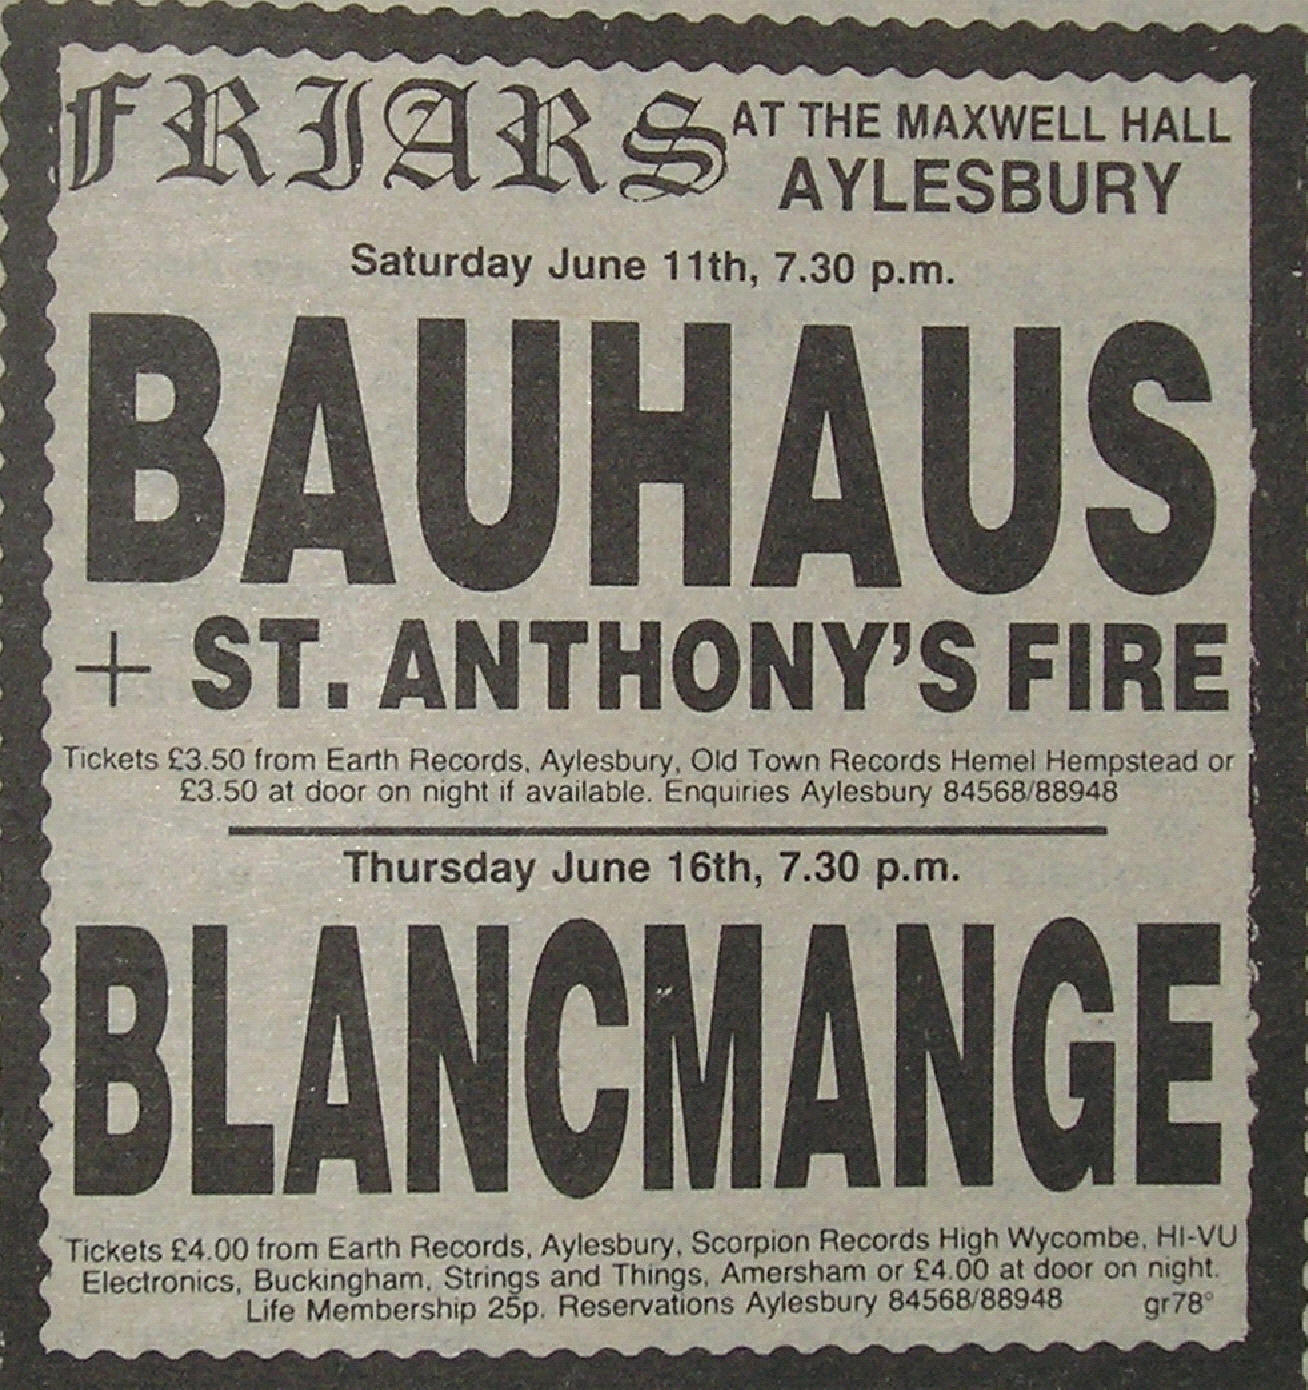 FRIARS AT THE MAXWELL HALL
AYLESBURY
Saturday June 11th, 7.30 p.m.
BAUHAUS
+ ST. ANTHONY'S FIRE
Tickets £3.50 from Earth Records, Aylesbury, Old Town Records Hemel Hempstead or
£3.50 at door on night if available. Enquiries Aylesbury 84568/88948
Thursday June 16th, 7.30 p.m.
BLANCMANGE
Tickets £4.00 from Earth Records, Aylesbury, Scorpion Records High Wycombe, HI-VU
Electronics, Buckingham, Strings and Things, Amersham or £4.00 at door on night.
Life Membership 25p. Reservations Aylesbury 84568/88948 gr78°